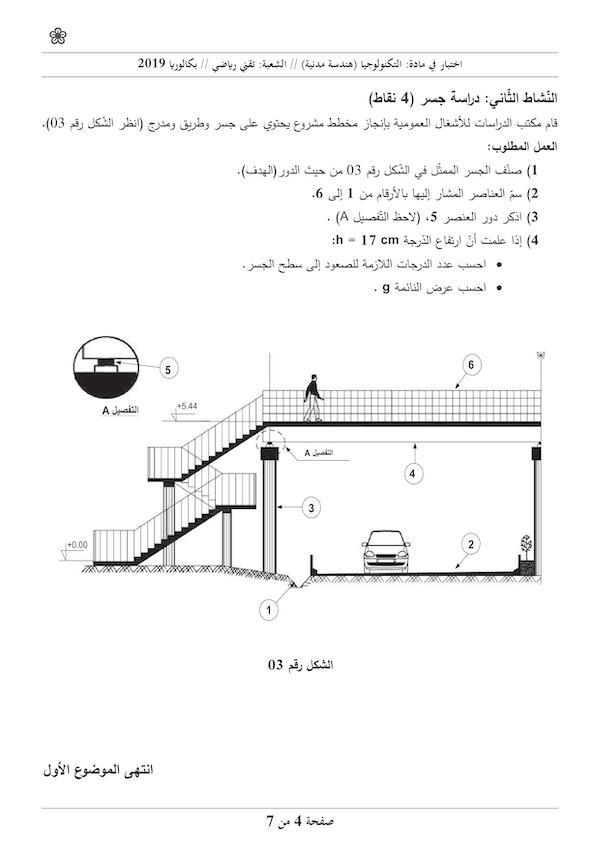 اختبار في مادة: التكنولوجيا (هندسة مدنية) // الشعبة: تقني رياضي // بكالوريا 2019
النّشاط الثّاني: دراسة جسر (4 نقاط)
قام مكتب الدراسات للأشغال العمومية بإنجاز مخطط مشروع يحتوي على جسر وطريق ومدرج (انظر الشّكل رقم 03).
العمل المطلوب:
1) صنّف الجسر الممثّل في الشّكل رقم 03 من حيث الدور(الهدف).
2) سمّ العناصر المشار إليها بالأرقام من 1 إلى 6.
3) اذكر دور العنصر 5، (لاحظ التّفصيل A) .
4) إذا علمت أنّ ارتفاع الدّرجة h = 17 cm:
• احسب عدد الدرجات اللازمة للصعود إلى سطح الجسر.
• احسب عرض النائمة g .
5
6
التفصيل A
+5.44
التفصيل A
4
3
+0.00
2
1
الشكل رقم 03
انتهى الموضوع الأول
صفحة 4 من 7